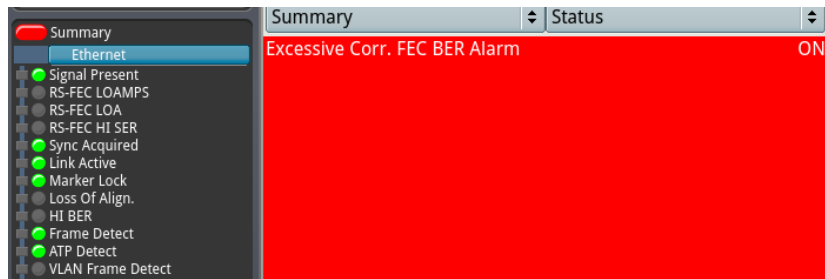 Summary
Ethernet
Signal Present
RS-FEC LOAMPS
RS-FEC LOA
RS-FEC HI SER
Sync Acquired
Link Active
Marker Lock
Loss Of Align.
HI BER
Frame Detect
ATP Detect
VLAN Frame Detect
Summary Status
Excessive Corr. FEC BER Alarm ON